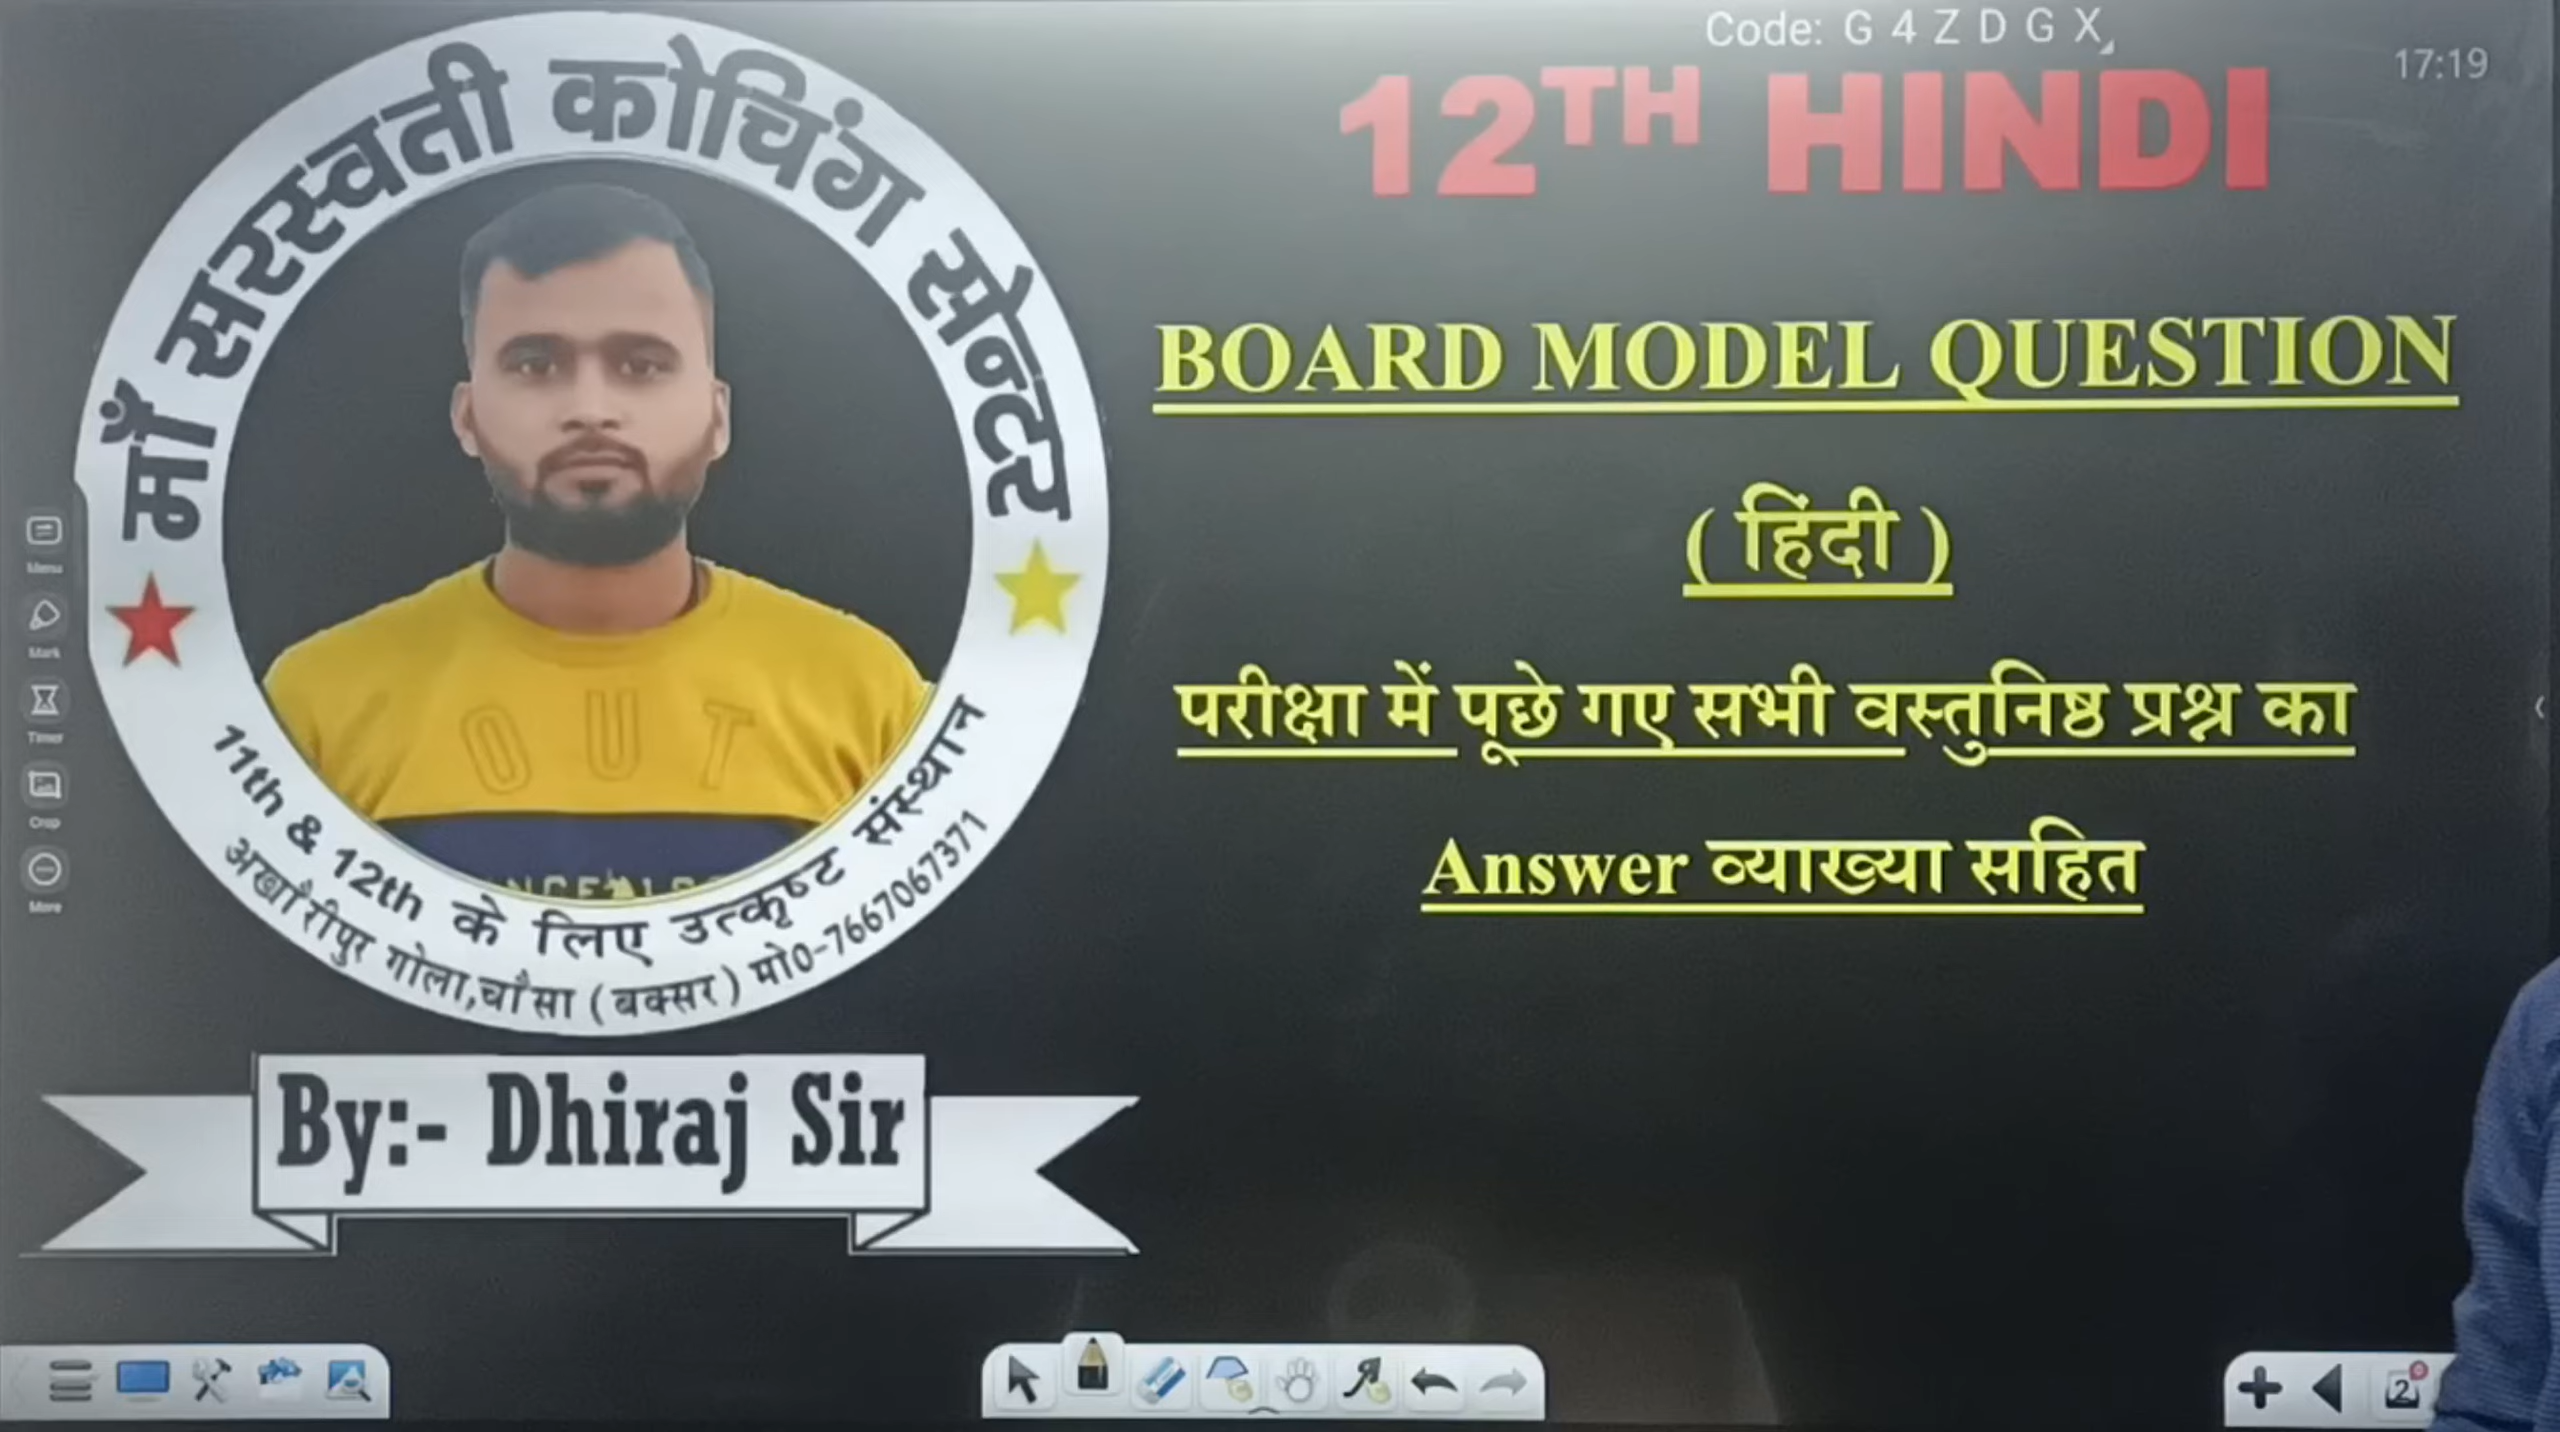 Code: G 4 Z D G X
17:19
12TH HINDI
माँ सरस्वती कोचिंग सेन्टर
BOARD MODEL QUESTION
( हिंदी )
परीक्षा में पूछे गए सभी वस्तुनिष्ठ प्रश्न का
Answer व्याख्या सहित
OUT
11th & 12th के लिए उत्कृष्ट संस्थान
अखौरीपुर गोला,चौसा (बक्सर) मो0-7667067371
By:- Dhiraj Sir
Menu
Mark
Timer
Crop
More
2